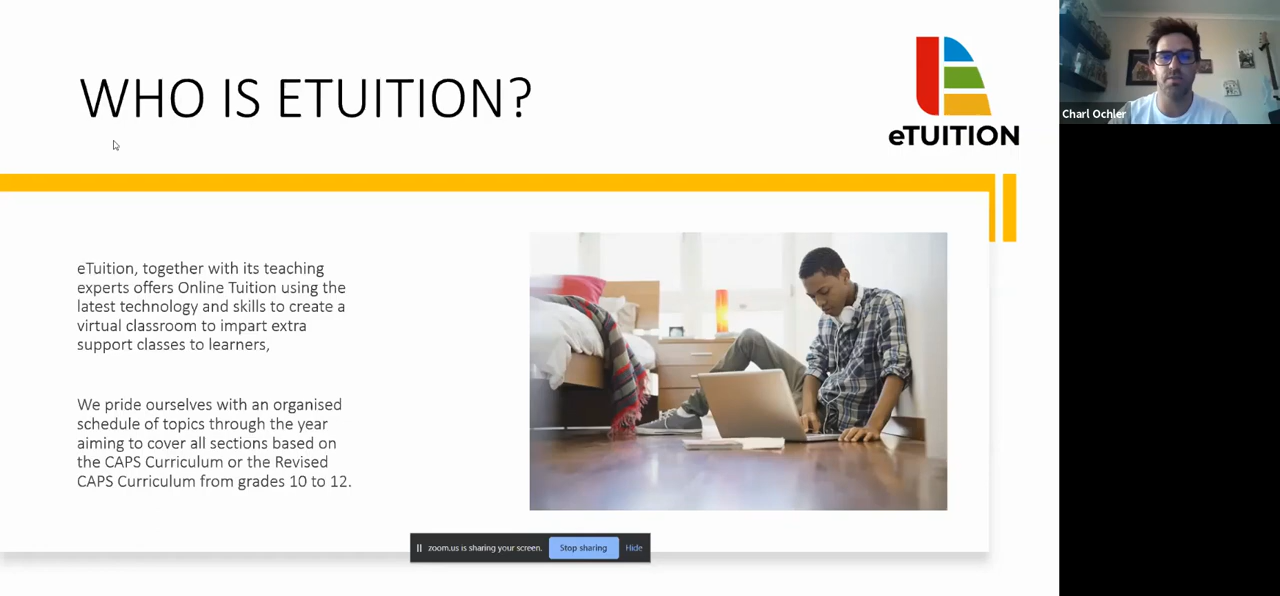 WHO IS ETUITION?
eTUITION
Charl Ochler
eTuition, together with its teaching
experts offers Online Tuition using the
latest technology and skills to create a
virtual classroom to impart extra
support classes to learners,
We pride ourselves with an organised
schedule of topics through the year
aiming to cover all sections based on
the CAPS Curriculum or the Revised
CAPS Curriculum from grades 10 to 12.
zoom.us is sharing your screen. Stop sharing Hide